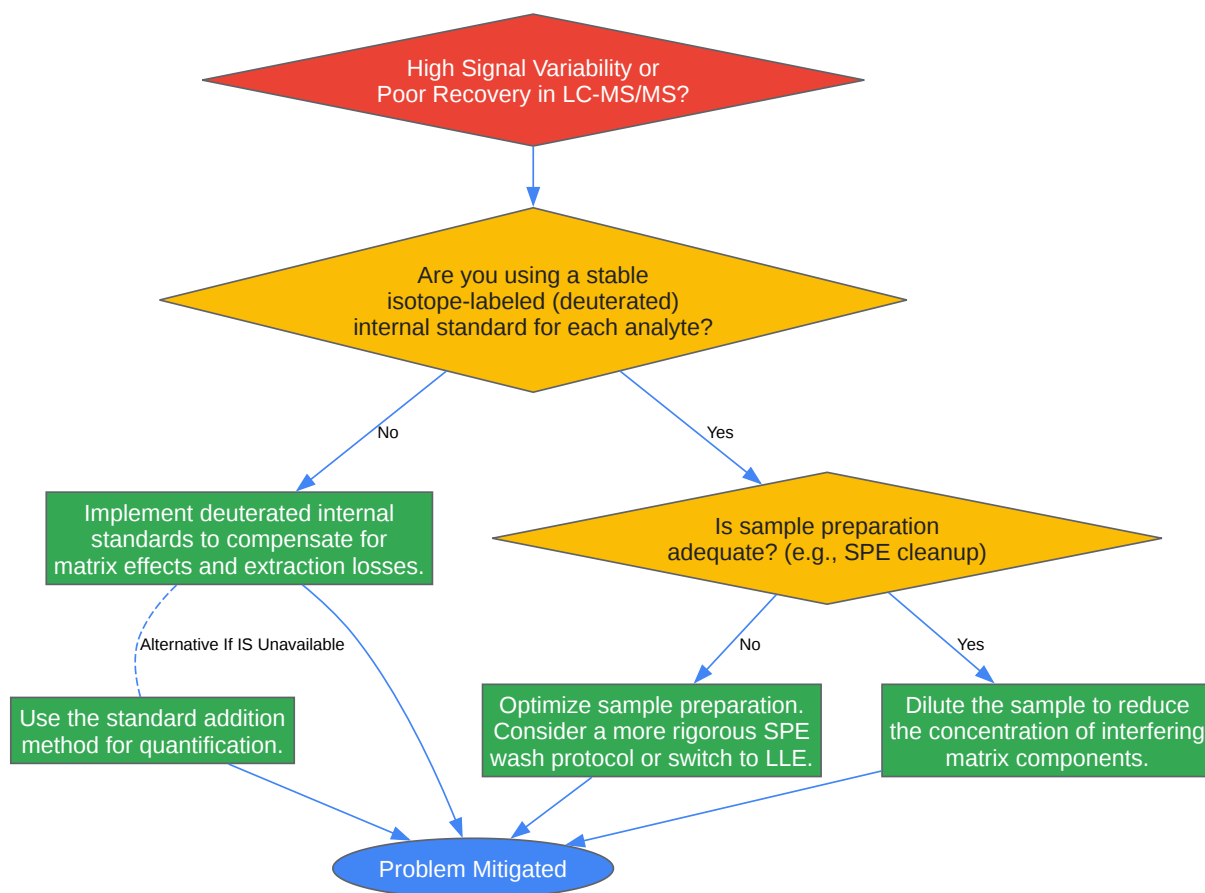 High Signal Variability or
Poor Recovery in LC-MS/MS?
Are you using a stable
isotope-labeled (deuterated)
internal standard for each analyte?
No
Yes
Implement deuterated internal
standards to compensate for
matrix effects and extraction losses.
Is sample preparation
adequate? (e.g., SPE cleanup)
Alternative If IS Unavailable
No
Yes
Use the standard addition
method for quantification.
Optimize sample preparation.
Consider a more rigorous SPE
wash protocol or switch to LLE.
Dilute the sample to reduce
the concentration of interfering
matrix components.
Problem Mitigated